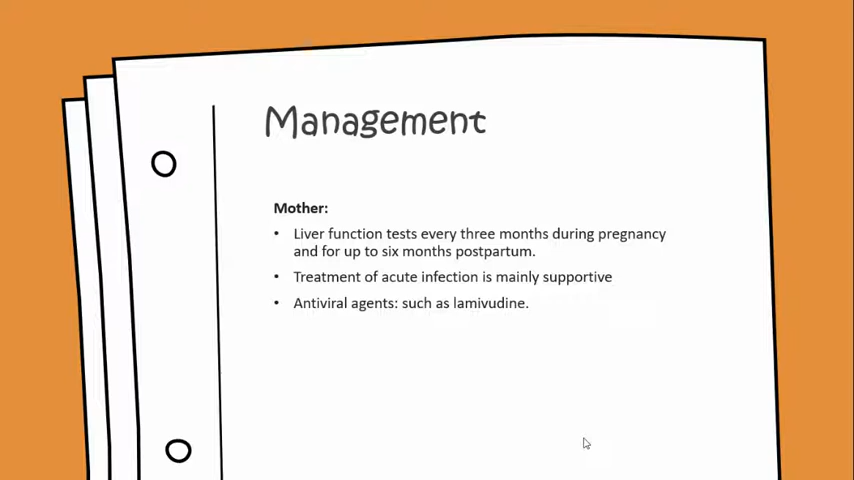 Management
Mother:
• Liver function tests every three months during pregnancy
and for up to six months postpartum.
• Treatment of acute infection is mainly supportive
• Antiviral agents: such as lamivudine.